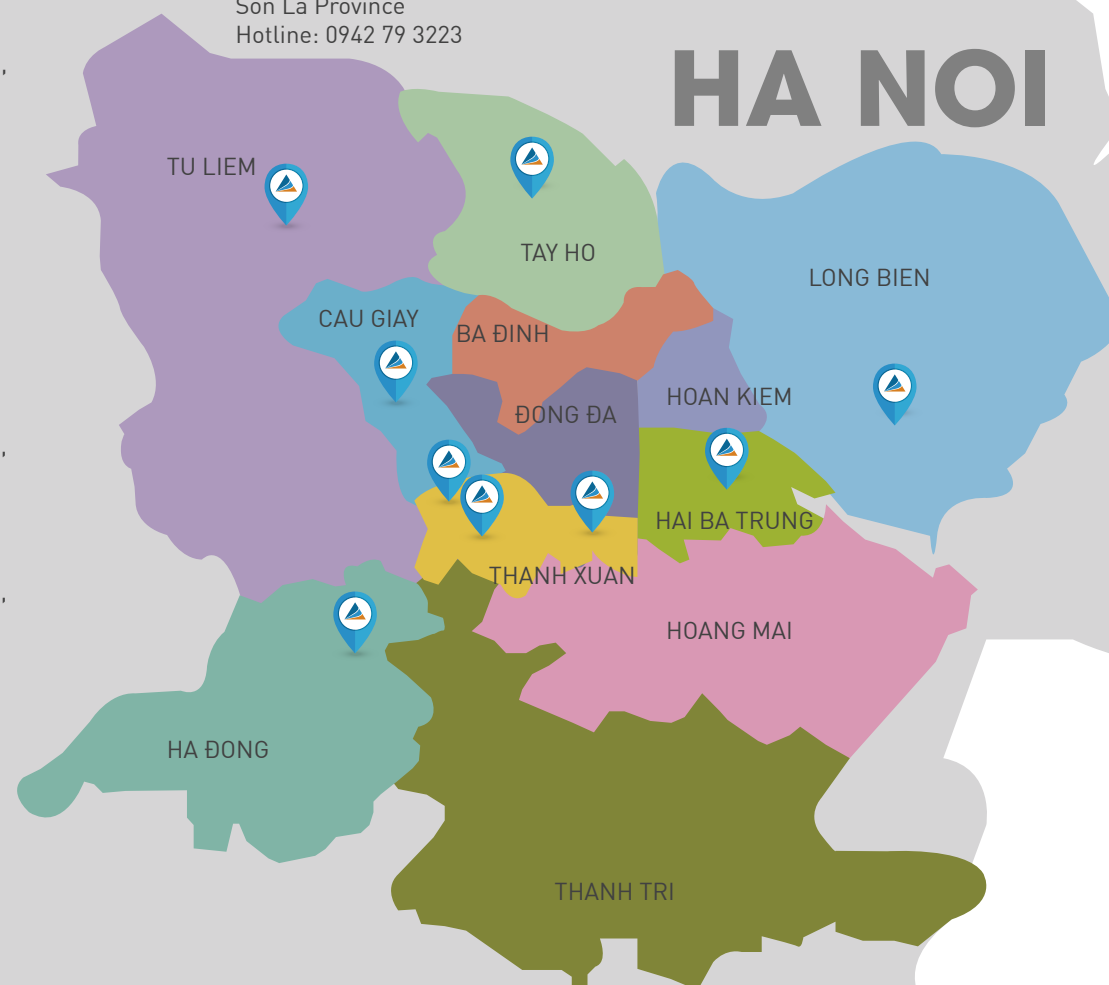 Son La Province
Hotline: 0942 79 3223
HA NOI
TU LIEM
TAY HO
LONG BIEN
CAU GIAY
BA ĐINH
HOAN KIEM
ĐONG ĐA
HAI BA TRUNG
THANH XUAN
HOANG MAI
HA ĐONG
THANH TRI